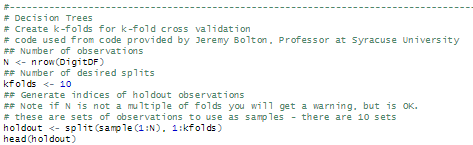 #--------------------------------------------------------------------------------
# Decision Trees
# Create k-folds for k-fold cross validation
# code used from code provided by Jeremy Bolton, Professor at Syracuse University
## Number of observations
N <- nrow(DigitDF)
## Number of desired splits
kfolds <- 10
## Generate indices of holdout observations
## Note if N is not a multiple of folds you will get a warning, but is OK.
# these are sets of observations to use as samples - there are 10 sets
holdout <- split(sample(1:N), 1:kfolds)
head(holdout)